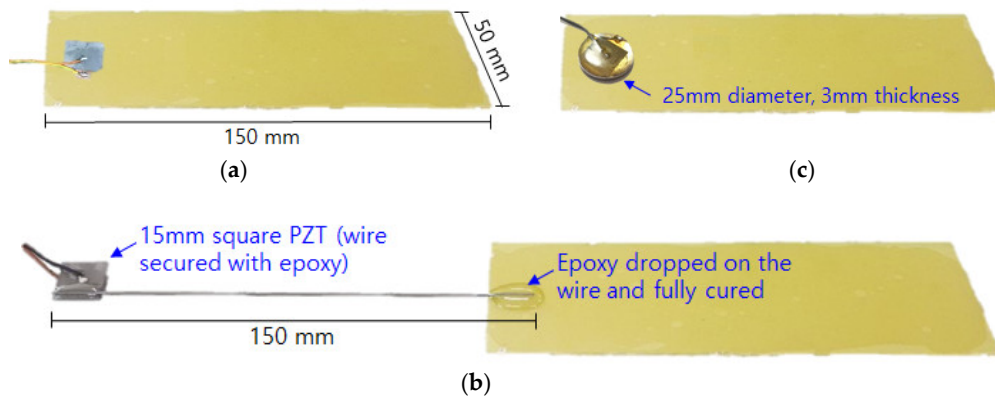 50 mm
150 mm
(a)
25mm diameter, 3mm thickness
(c)
15mm square PZT (wire
secured with epoxy)
Epoxy dropped on the
wire and fully cured
150 mm
(b)